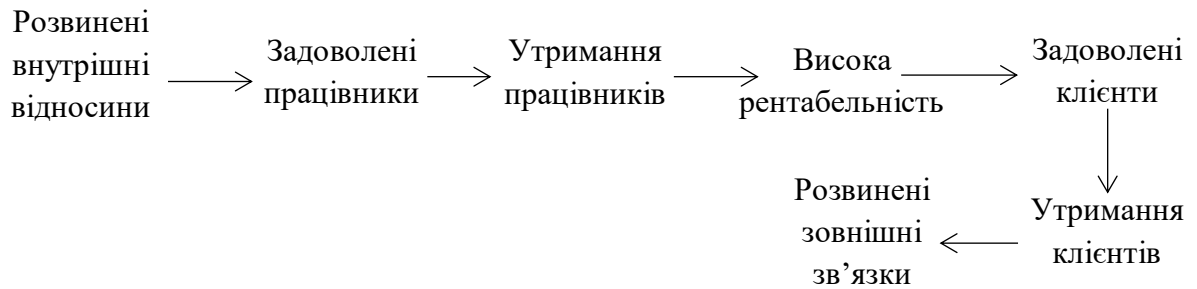 Розвинені
внутрішні
відносини
Задоволені
працівники
Утримання
працівників
Висока
рентабельність
Задоволені
клієнти
Утримання
клієнтів
Розвинені
зовнішні
зв’язки